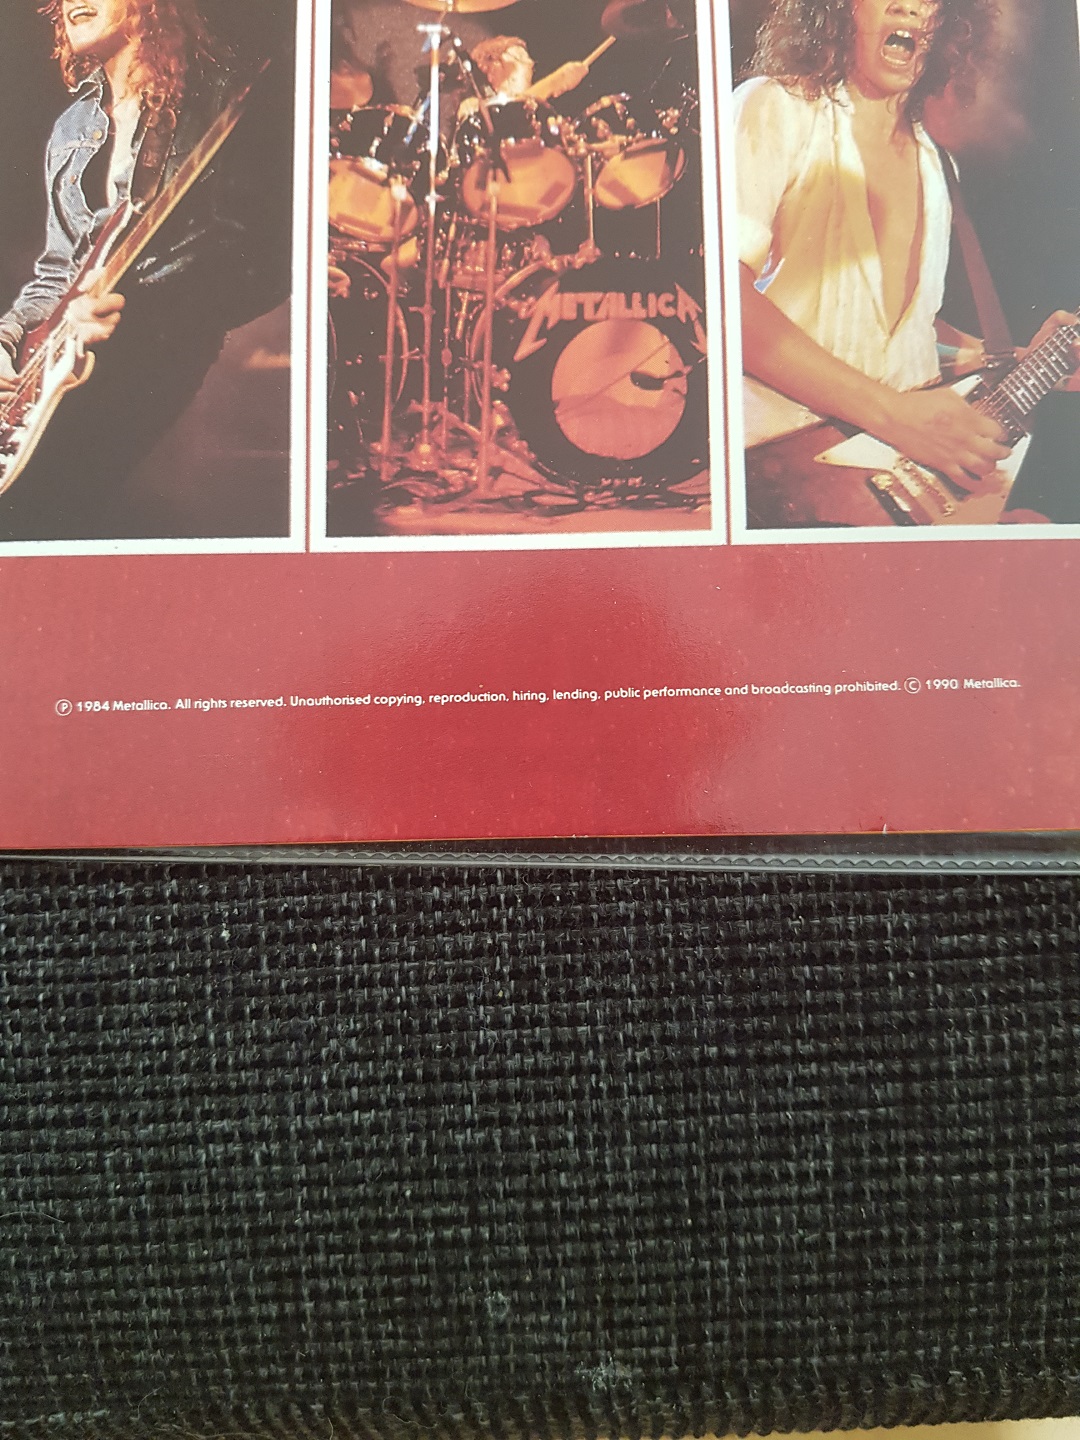 METALLICA
Ⓟ 1984 Metallica. All rights reserved. Unauthorised copying, reproduction, hiring, lending, public performance and broadcasting prohibited. © 1990 Metallica.